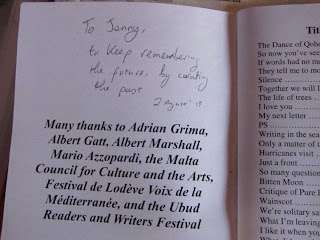 To Jenny,
to keep remembering
the future, by curating
the past
2 August '13
Many thanks to Adrian Grima,
Albert Gatt, Albert Marshall,
Mario Azzopardi, the Malta
Council for Culture and the Arts,
Festival de Lodève Voix de la
Méditerranée, and the Ubud
Readers and Writers Festival
The Dance of Qohe
So now you've see
If words had no m
They tell me to mo
Silence
Together we will l
The life of trees
I love you
My next letter
PS
Writing in the sea
Only a matter of t
Hurricanes visit
Just a front
So many question
Bitten Moon
Critique of Pure
Wainscot
We're solitary sa
What I'm leaving
I like it when you